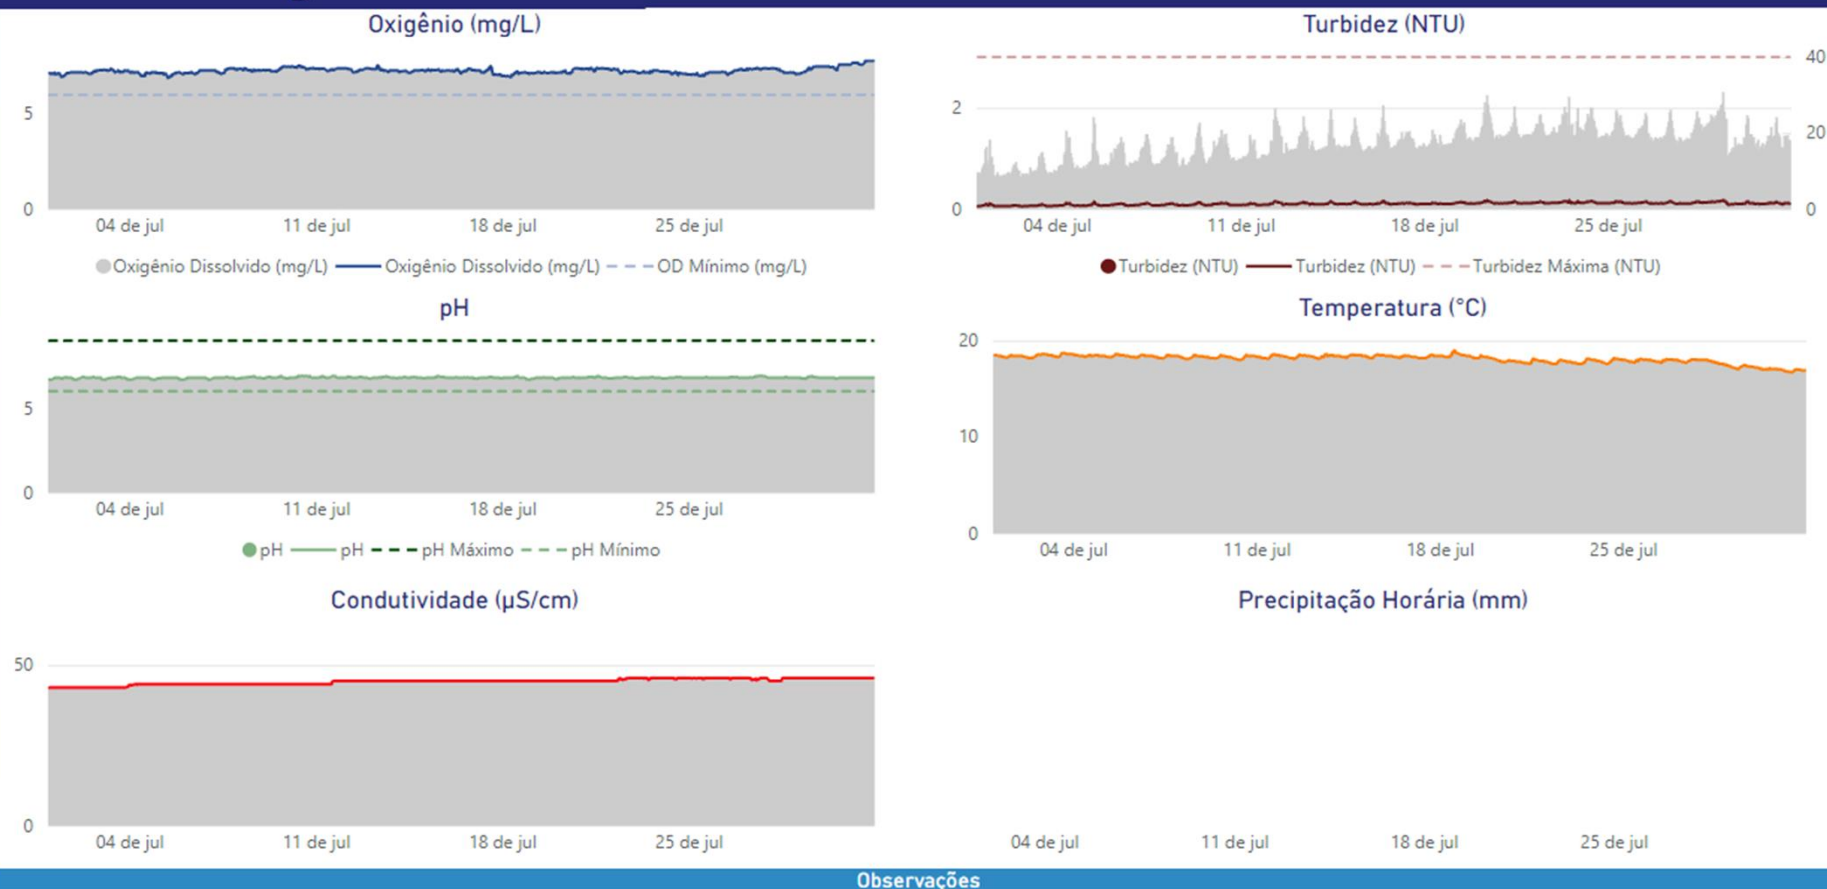 Oxigênio (mg/L)
5
0
04 de jul 11 de jul 18 de jul 25 de jul
Oxigênio Dissolvido (mg/L) Oxigênio Dissolvido (mg/L) OD Mínimo (mg/L)
Turbidez (NTU)
2
0
40
20
0
04 de jul 11 de jul 18 de jul 25 de jul
Turbidez (NTU) Turbidez (NTU) Turbidez Máxima (NTU)
pH
5
0
04 de jul 11 de jul 18 de jul 25 de jul
pH pH pH Máximo pH Mínimo
Temperatura (°C)
20
10
0
04 de jul 11 de jul 18 de jul 25 de jul
Condutividade (µS/cm)
50
0
04 de jul 11 de jul 18 de jul 25 de jul
Precipitação Horária (mm)
04 de jul 11 de jul 18 de jul 25 de jul
Observações